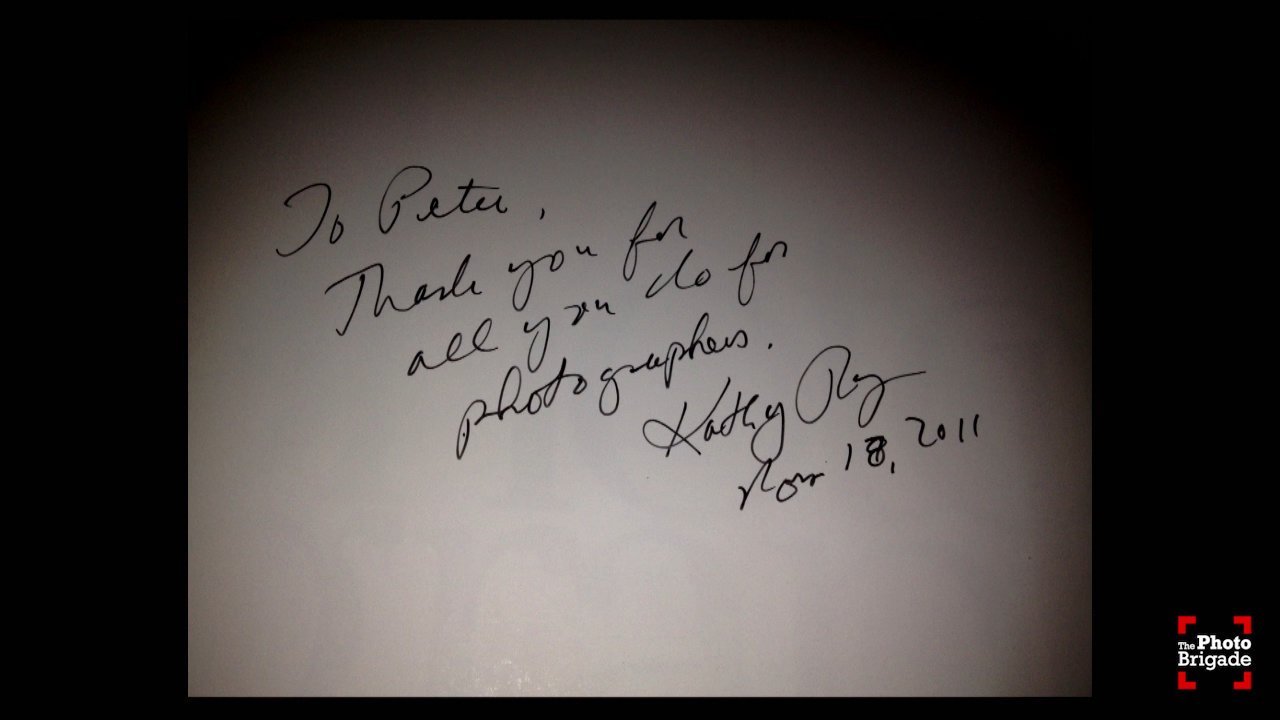 To Peter,
Thank you for
all you do for
photographers.
Kathy
Nov 18, 2011
The Photo
Brigade